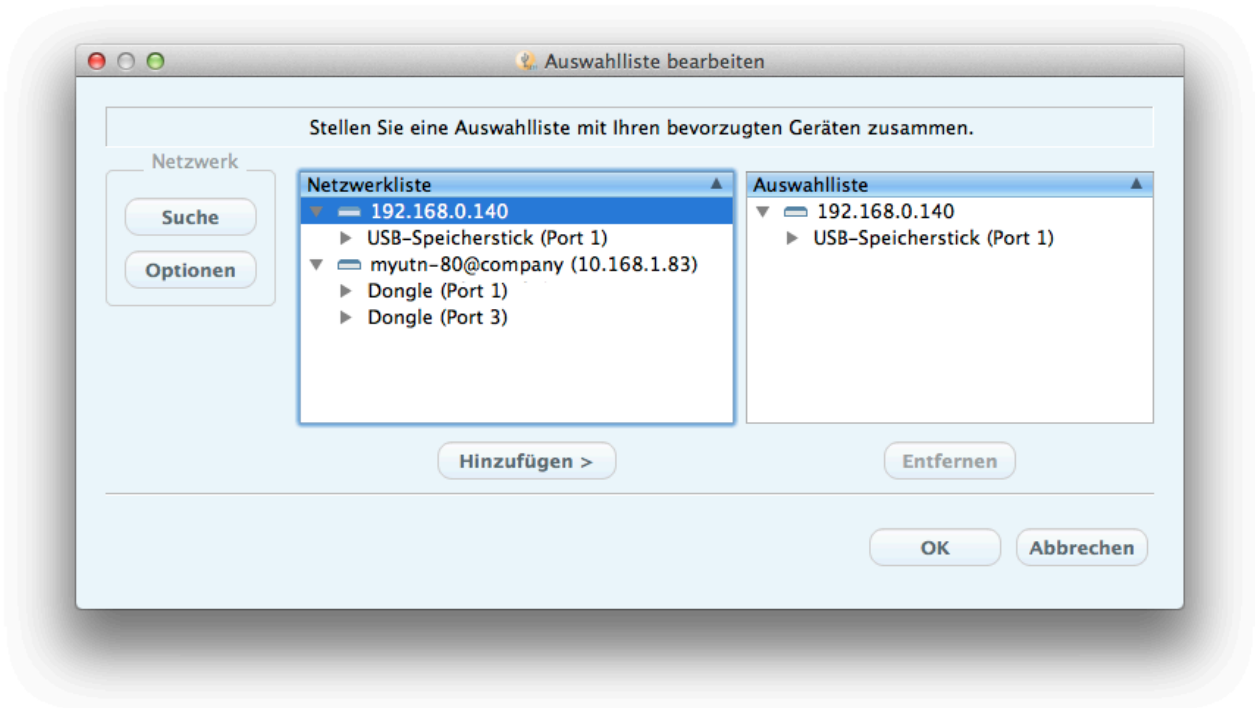 Auswahlliste bearbeiten
Stellen Sie eine Auswahlliste mit Ihren bevorzugten Geräten zusammen.
Netzwerk
Suche
Optionen
Netzwerkliste
192.168.0.140
USB-Speicherstick (Port 1)
myutn-80@company (10.168.1.83)
Dongle (Port 1)
Dongle (Port 3)
Hinzufügen >
Auswahlliste
192.168.0.140
USB-Speicherstick (Port 1)
Entfernen
OK
Abbrechen